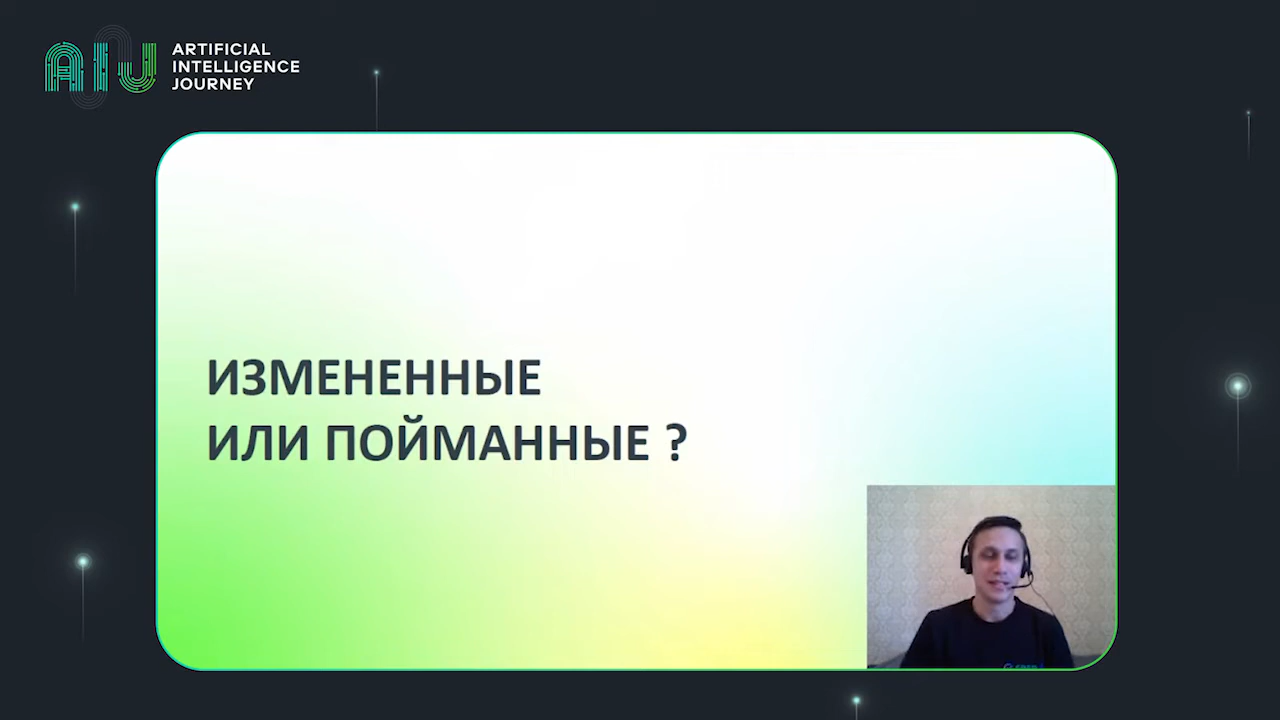 ARTIFICIAL
INTELLIGENCE
JOURNEY
ИЗМЕНЕННЫЕ
ИЛИ ПОЙМАННЫЕ ?